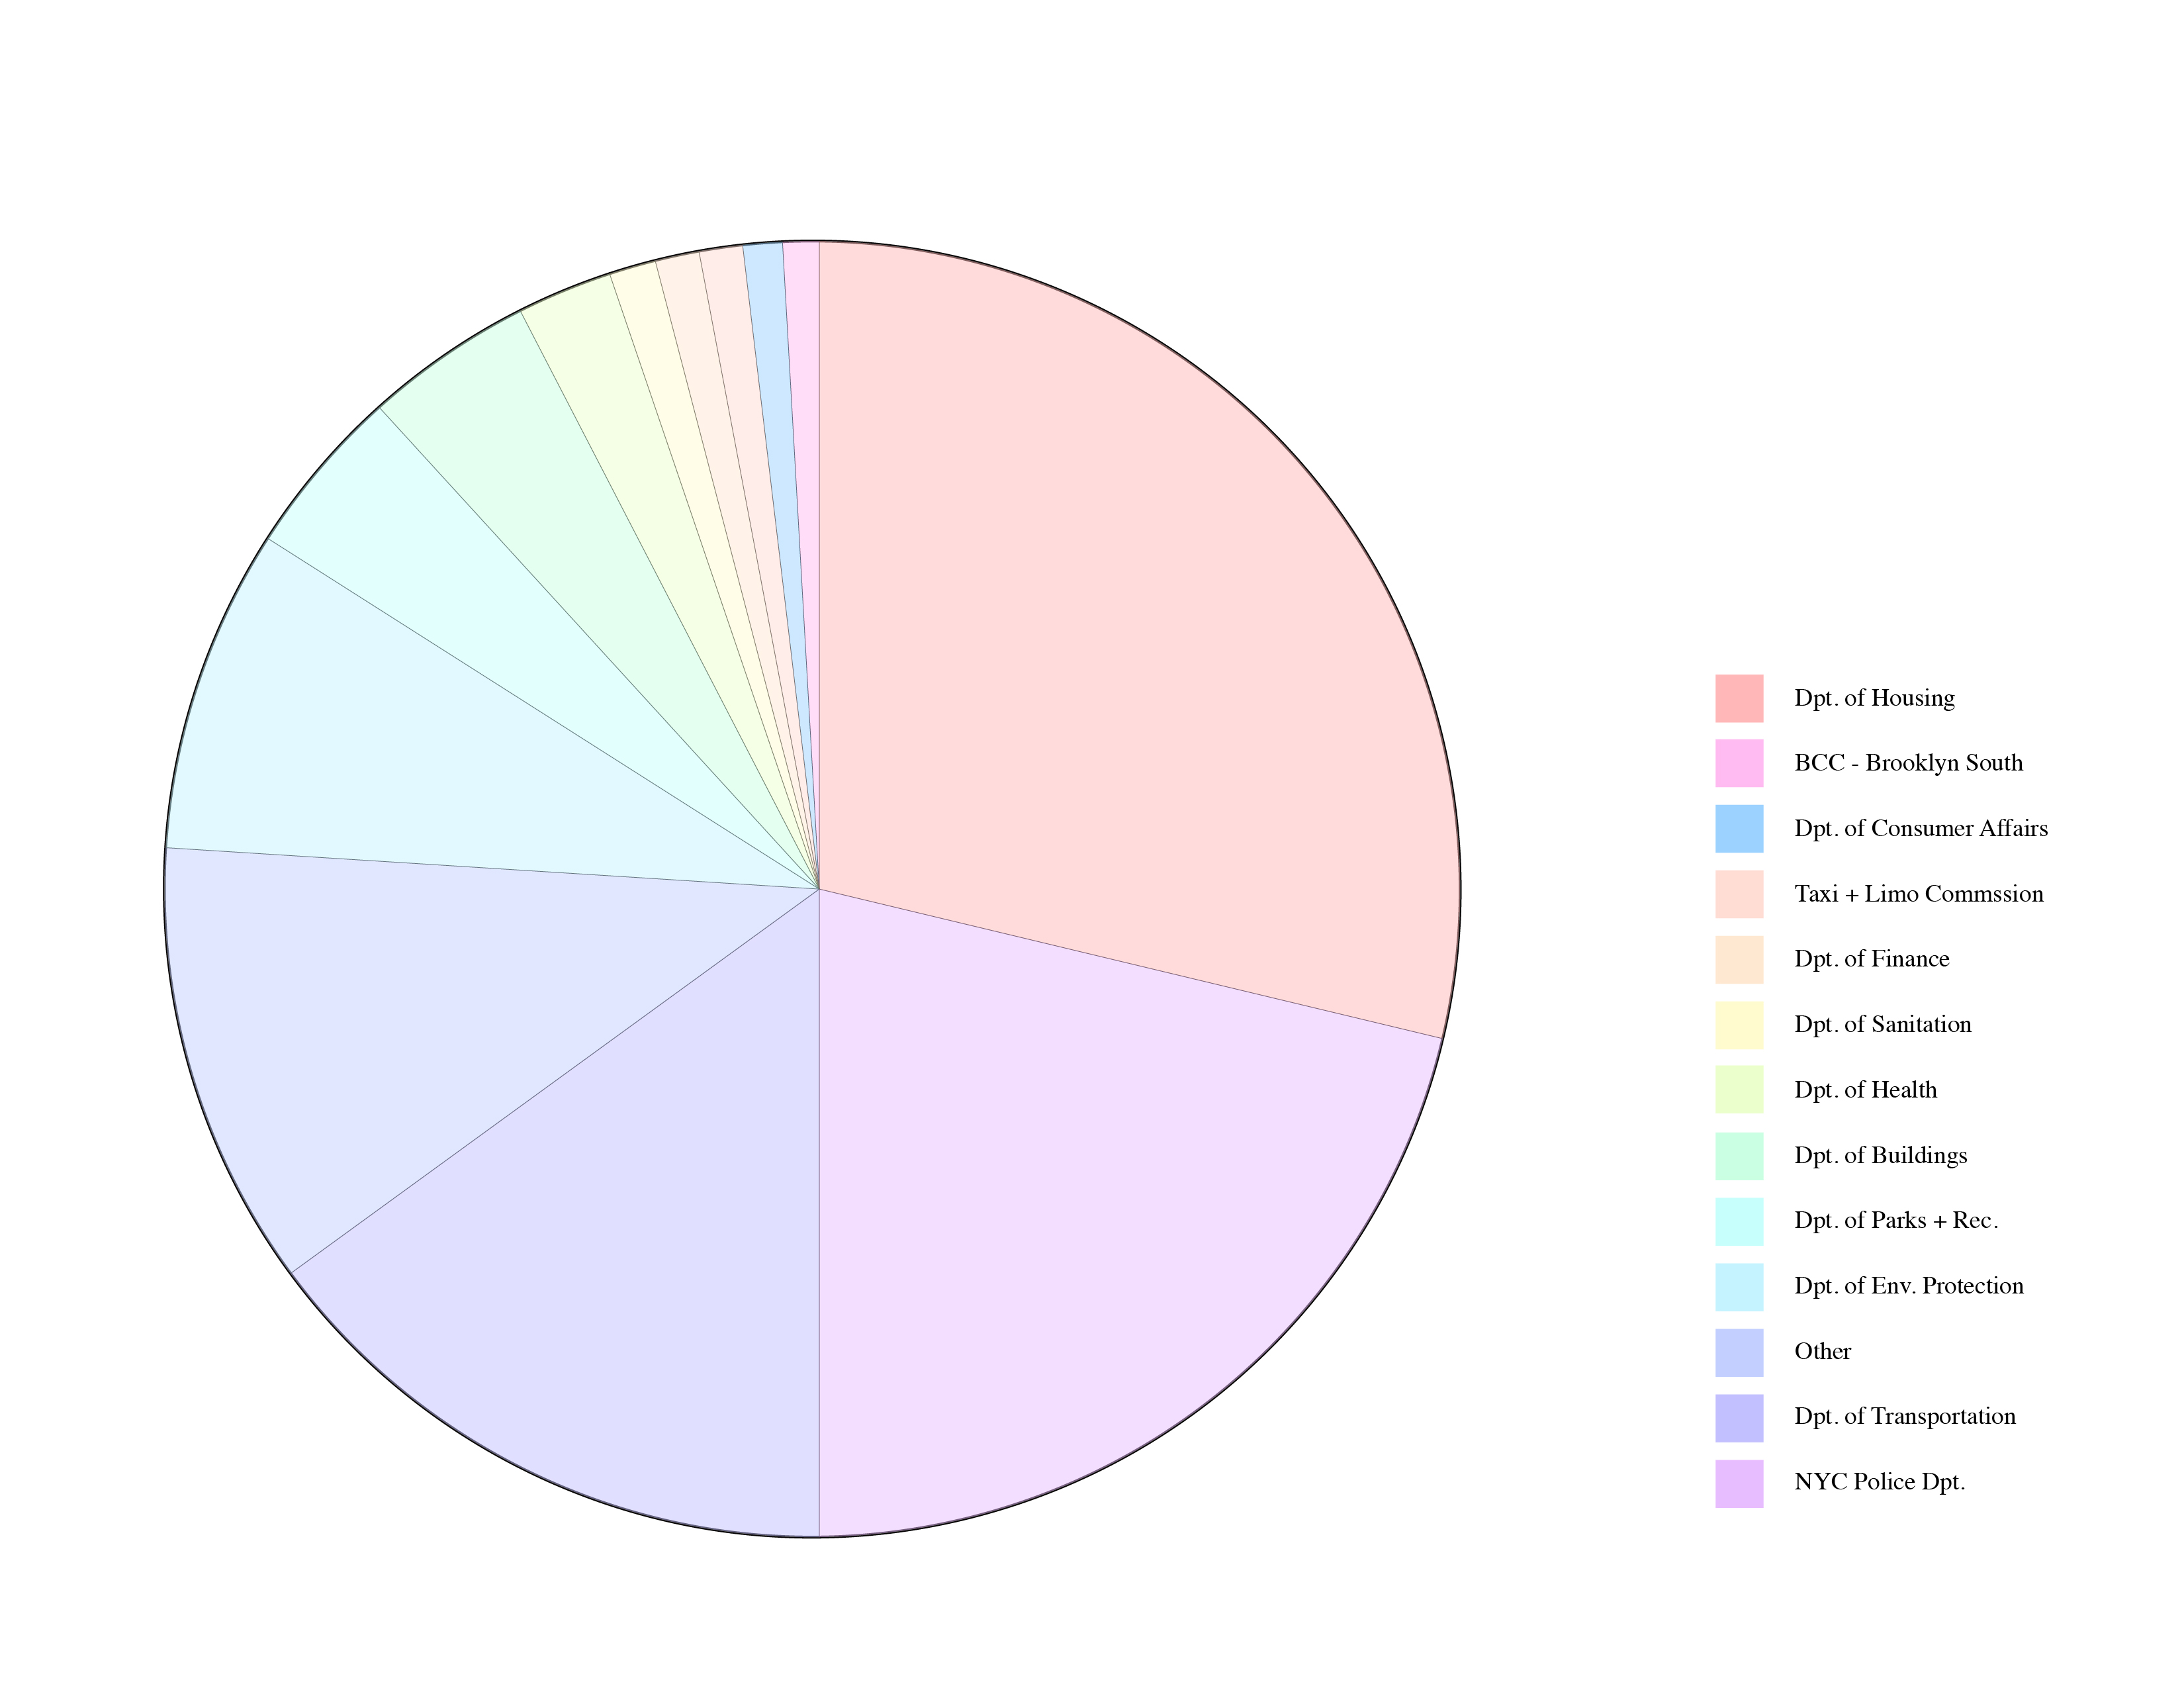 Dpt. of Housing
BCC - Brooklyn South
Dpt. of Consumer Affairs
Taxi + Limo Commssion
Dpt. of Finance
Dpt. of Sanitation
Dpt. of Health
Dpt. of Buildings
Dpt. of Parks + Rec.
Dpt. of Env. Protection
Other
Dpt. of Transportation
NYC Police Dpt.